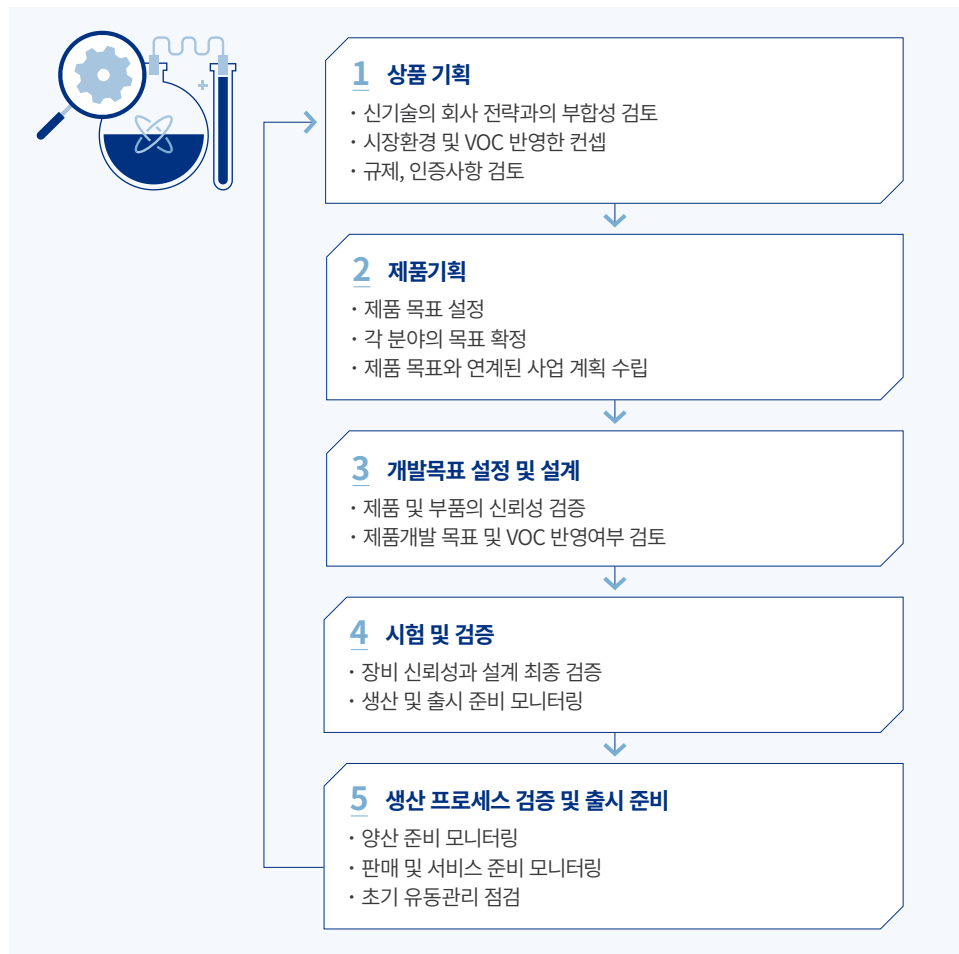 1 상품 기획
· 신기술의 회사 전략과의 부합성 검토
· 시장환경 및 VOC 반영한 컨셉
· 규제, 인증사항 검토
2 제품기획
· 제품 목표 설정
· 각 분야의 목표 확정
· 제품 목표와 연계된 사업 계획 수립
3 개발목표 설정 및 설계
· 제품 및 부품의 신뢰성 검증
· 제품개발 목표 및 VOC 반영여부 검토
4 시험 및 검증
· 장비 신뢰성과 설계 최종 검증
· 생산 및 출시 준비 모니터링
5 생산 프로세스 검증 및 출시 준비
· 양산 준비 모니터링
· 판매 및 서비스 준비 모니터링
· 초기 유동관리 점검